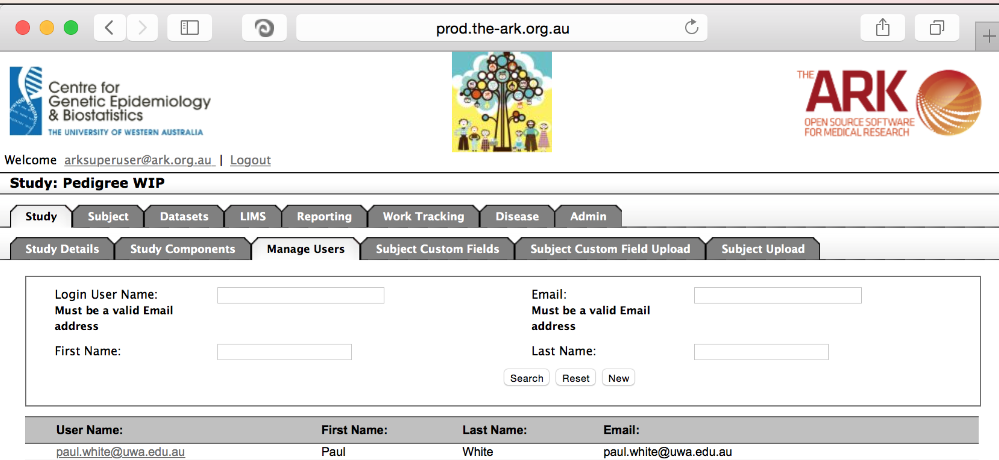 prod.the-ark.org.au
Centre for
Genetic Epidemiology
& Biostatistics
THE UNIVERSITY OF WESTERN AUSTRALIA
THE ARK
OPEN SOURCE SOFTWARE
FOR MEDICAL RESEARCH
Welcome arksuperuser@ark.org.au | Logout
Study: Pedigree WIP
Study Subject Datasets LIMS Reporting Work Tracking Disease Admin
Study Details Study Components Manage Users Subject Custom Fields Subject Custom Field Upload Subject Upload
Login User Name: Email:
Must be a valid Email Must be a valid Email
address address
First Name: Last Name:
Search Reset New
User Name: First Name: Last Name: Email:
paul.white@uwa.edu.au Paul White paul.white@uwa.edu.au